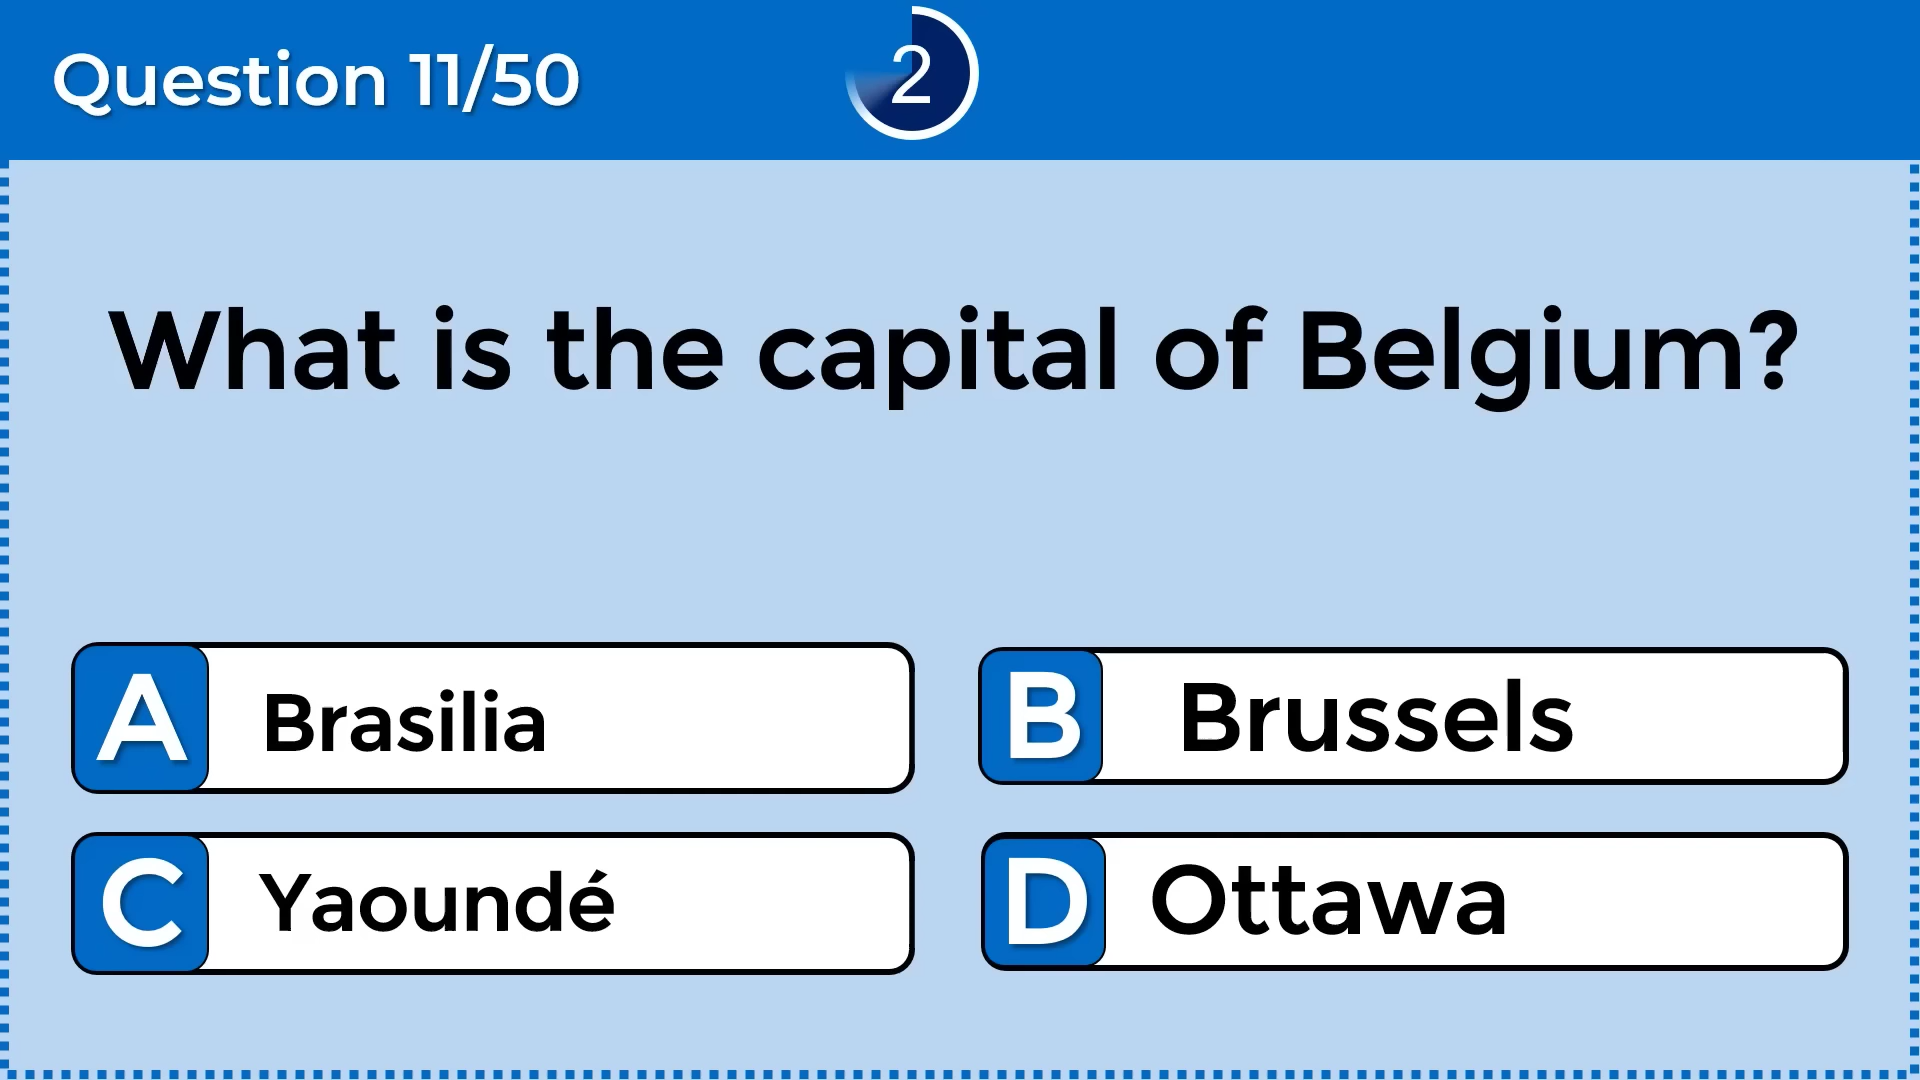 Question 11/50
2
What is the capital of Belgium?
A Brasilia
B Brussels
C Yaoundé
D Ottawa